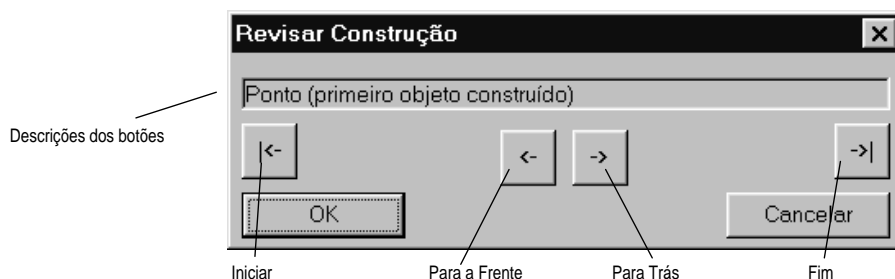 Revisar Construção
Ponto (primeiro objeto construído)
Descrições dos botões
|<- <- -> ->|
OK Cancelar
Iniciar Para a Frente Para Trás Fim